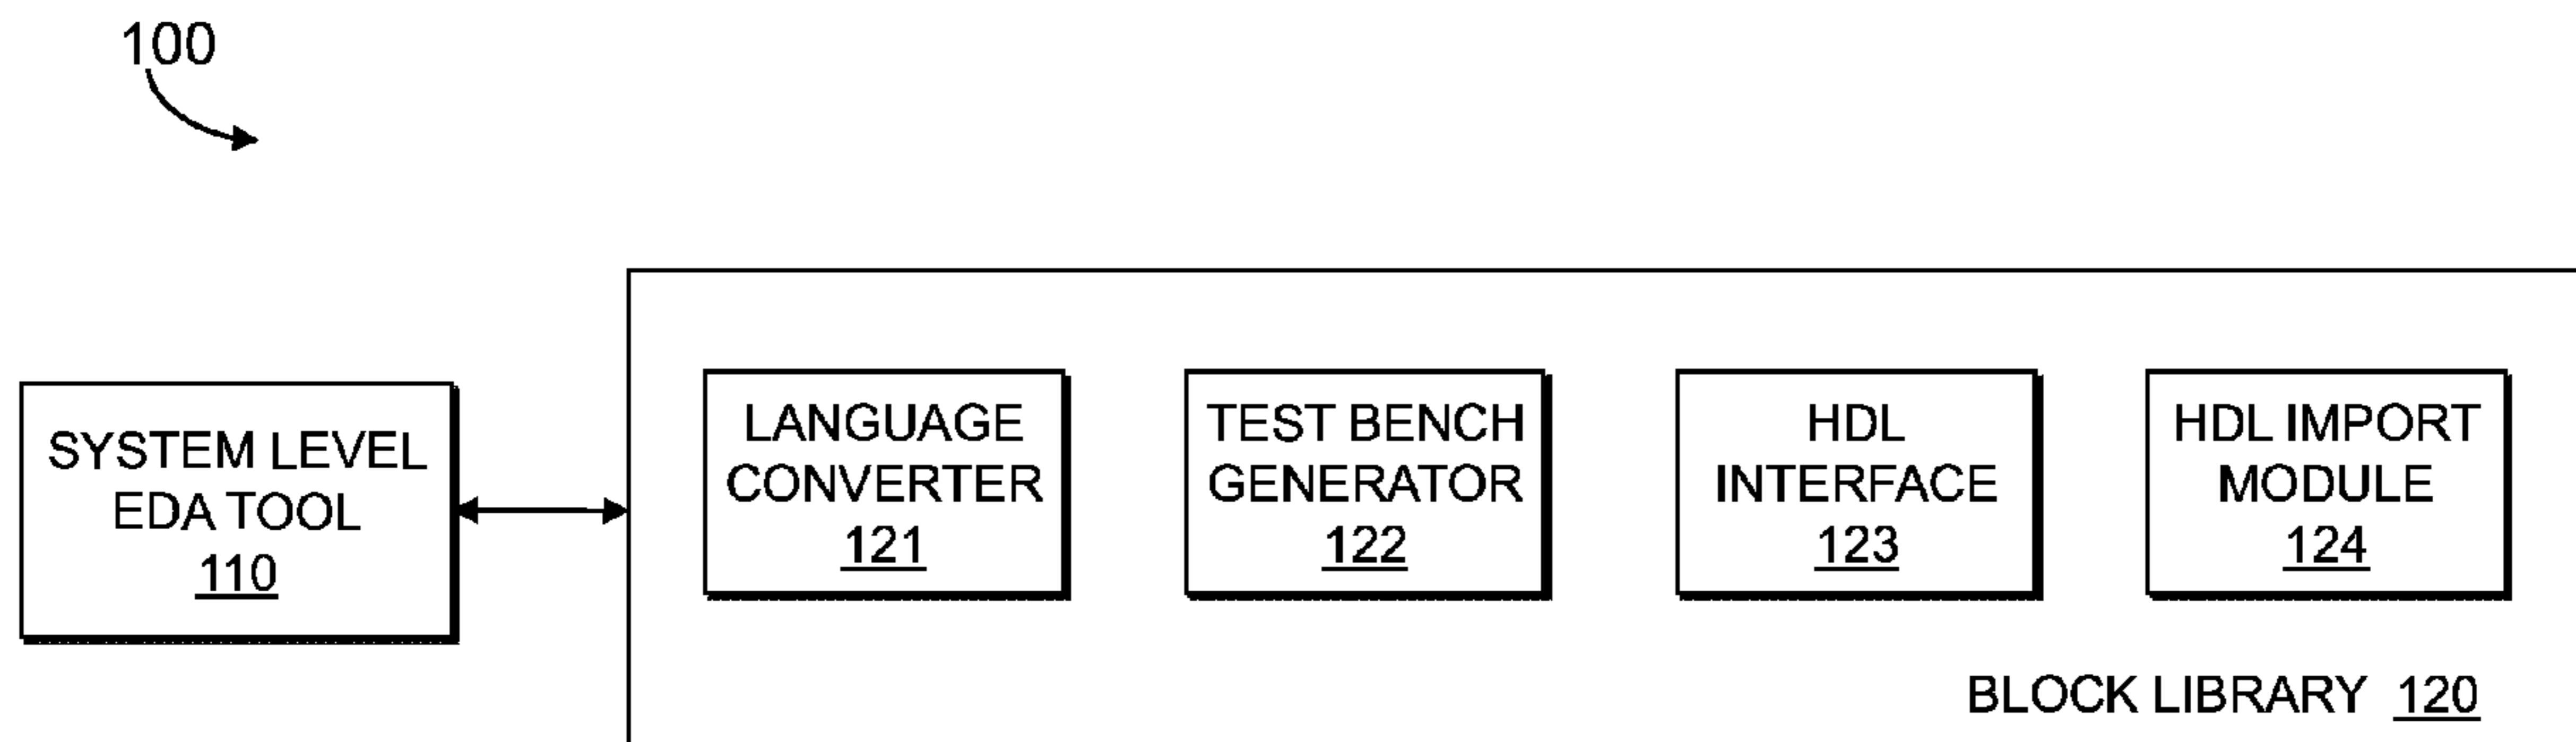 100
SYSTEM LEVEL
EDA TOOL
110
LANGUAGE
CONVERTER
121
TEST BENCH
GENERATOR
122
HDL
INTERFACE
123
HDL IMPORT
MODULE
124
BLOCK LIBRARY 120